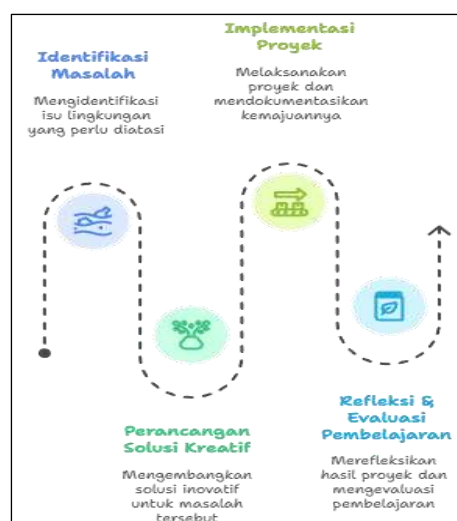 Identifikasi
Masalah
Mengidentifikasi
isu lingkungan
yang perlu diatasi
Perancangan
Solusi Kreatif
Mengembangkan
solusi inovatif
untuk masalah
tersebut
Implementasi
Proyek
Melaksanakan
proyek dan
mendokumentasikan
kemajuannya
Refleksi &
Evaluasi
Pembelajaran
Merefleksikan
hasil proyek dan
mengevaluasi
pembelajaran